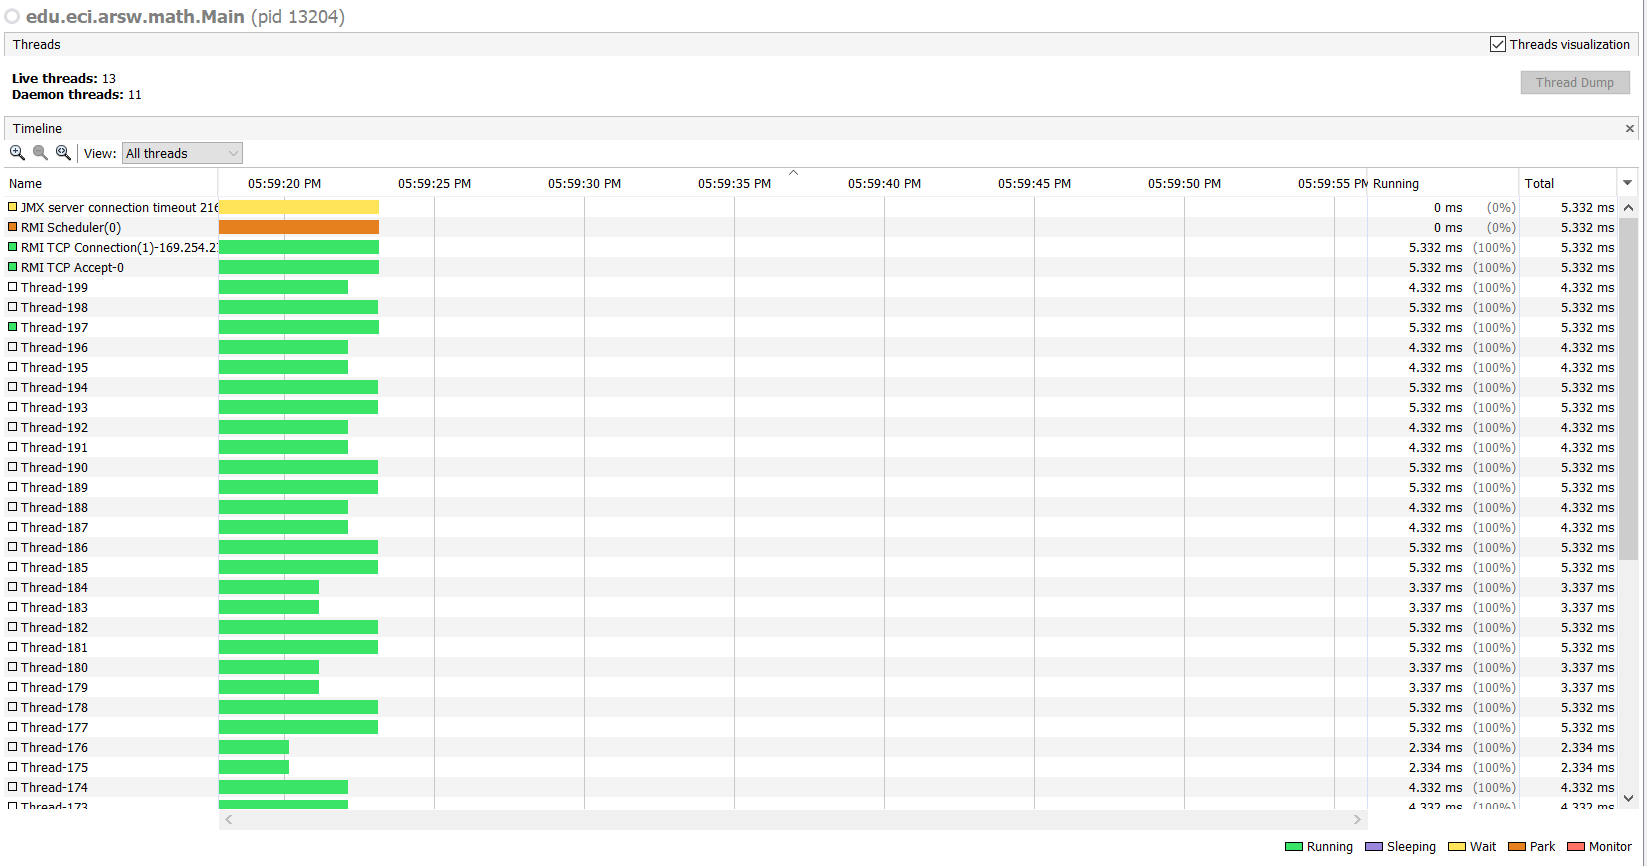 edu.eci.arsw.math.Main (pid 13204)
Threads
Threads visualization
Live threads: 13
Daemon threads: 11
Thread Dump
Timeline
View: All threads
Name 05:59:20 PM 05:59:25 PM 05:59:30 PM 05:59:35 PM 05:59:40 PM 05:59:45 PM 05:59:50 PM 05:59:55 PM Running Total
JMX server connection timeout 216 0 ms (0%) 5.332 ms
RMI Scheduler(0) 0 ms (0%) 5.332 ms
RMI TCP Connection(1)-169.254.2 5.332 ms (100%) 5.332 ms
RMI TCP Accept-0 5.332 ms (100%) 5.332 ms
Thread-199 4.332 ms (100%) 4.332 ms
Thread-198 5.332 ms (100%) 5.332 ms
Thread-197 5.332 ms (100%) 5.332 ms
Thread-196 4.332 ms (100%) 4.332 ms
Thread-195 4.332 ms (100%) 4.332 ms
Thread-194 5.332 ms (100%) 5.332 ms
Thread-193 5.332 ms (100%) 5.332 ms
Thread-192 4.332 ms (100%) 4.332 ms
Thread-191 4.332 ms (100%) 4.332 ms
Thread-190 5.332 ms (100%) 5.332 ms
Thread-189 5.332 ms (100%) 5.332 ms
Thread-188 4.332 ms (100%) 4.332 ms
Thread-187 4.332 ms (100%) 4.332 ms
Thread-186 5.332 ms (100%) 5.332 ms
Thread-185 5.332 ms (100%) 5.332 ms
Thread-184 3.337 ms (100%) 3.337 ms
Thread-183 3.337 ms (100%) 3.337 ms
Thread-182 5.332 ms (100%) 5.332 ms
Thread-181 5.332 ms (100%) 5.332 ms
Thread-180 3.337 ms (100%) 3.337 ms
Thread-179 3.337 ms (100%) 3.337 ms
Thread-178 5.332 ms (100%) 5.332 ms
Thread-177 5.332 ms (100%) 5.332 ms
Thread-176 2.334 ms (100%) 2.334 ms
Thread-175 2.334 ms (100%) 2.334 ms
Thread-174 4.332 ms (100%) 4.332 ms
Thread-173 4.332 ms (100%) 4.332 ms
Running Sleeping Wait Park Monitor